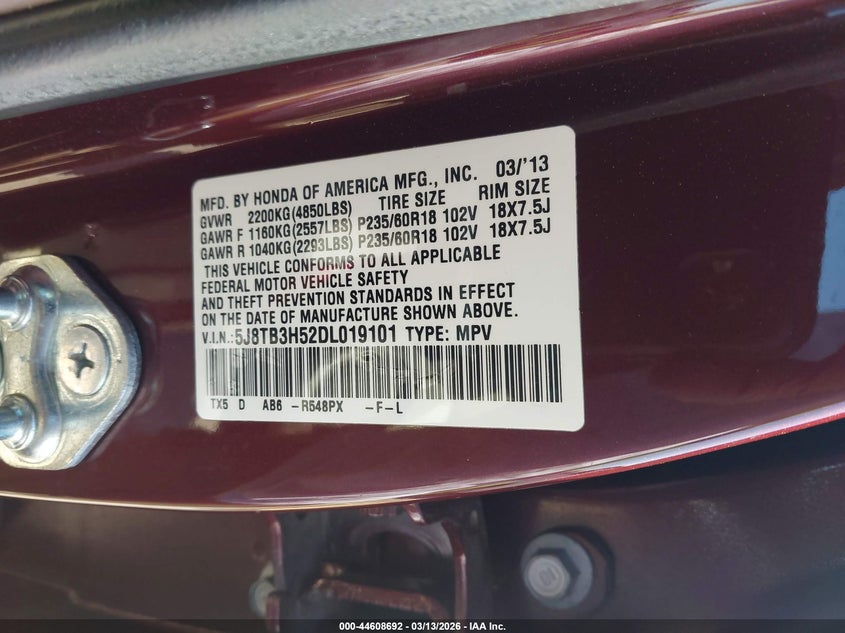 MFD. BY HONDA OF AMERICA MFG., INC. 03/'13
GVWR 2200KG(4850LBS) TIRE SIZE RIM SIZE
GAWR F 1160KG(2557LBS) P235/60R18 102V 18X7.5J
GAWR R 1040KG(2293LBS) P235/60R18 102V 18X7.5J
THIS VEHICLE CONFORMS TO ALL APPLICABLE
FEDERAL MOTOR VEHICLE SAFETY
AND THEFT PREVENTION STANDARDS IN EFFECT
ON THE DATE OF MANUFACTURE SHOWN ABOVE.
V.I.N.:5J8TB3H52DL019101 TYPE: MPV
TX5 D AB6 -R548PX -F-L
000-44608692 - 03/13/2026 - IAA Inc.